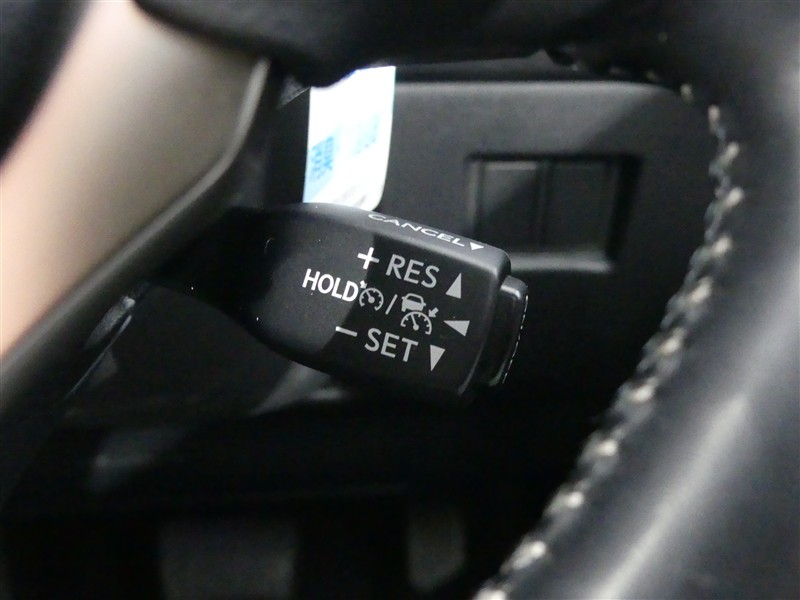 CANCEL▼
+ RES ▲
HOLD / ◀
− SET ▼